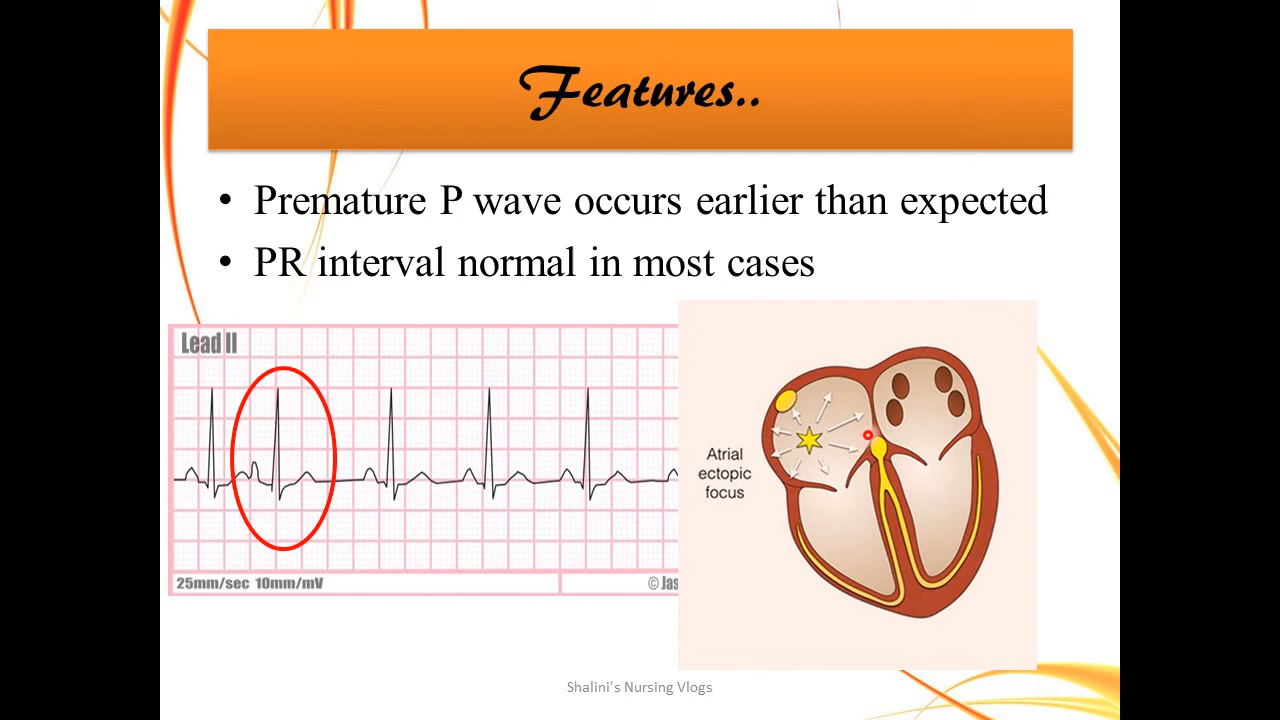 Features..
• Premature P wave occurs earlier than expected
• PR interval normal in most cases
Lead II
25mm/sec 10mm/mV
© Jas
Atrial
ectopic
focus
Shalini's Nursing Vlogs